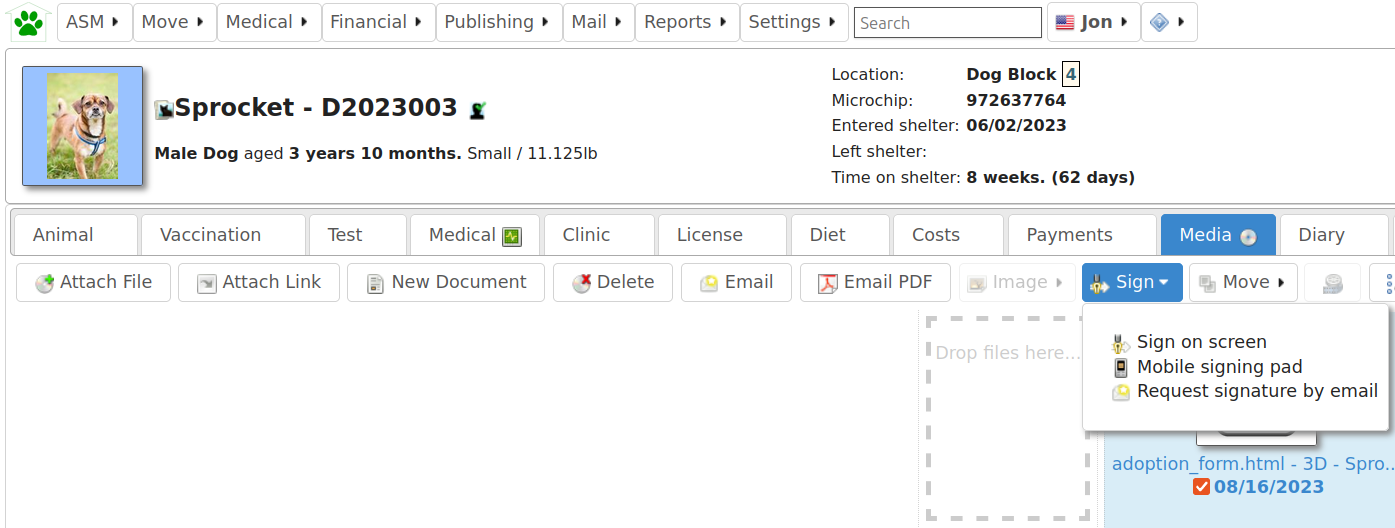 ASM Move Medical Financial Publishing Mail Reports Settings Search Jon
Sprocket - D2023003
Male Dog aged 3 years 10 months. Small / 11.125lb
Location: Dog Block 4
Microchip: 972637764
Entered shelter: 06/02/2023
Left shelter:
Time on shelter: 8 weeks. (62 days)
Animal Vaccination Test Medical Clinic License Diet Costs Payments Media Diary
Attach File Attach Link New Document Delete Email Email PDF Image Sign Move
Drop files here...
Sign on screen
Mobile signing pad
Request signature by email
adoption_form.html - 3D - Spro..
08/16/2023